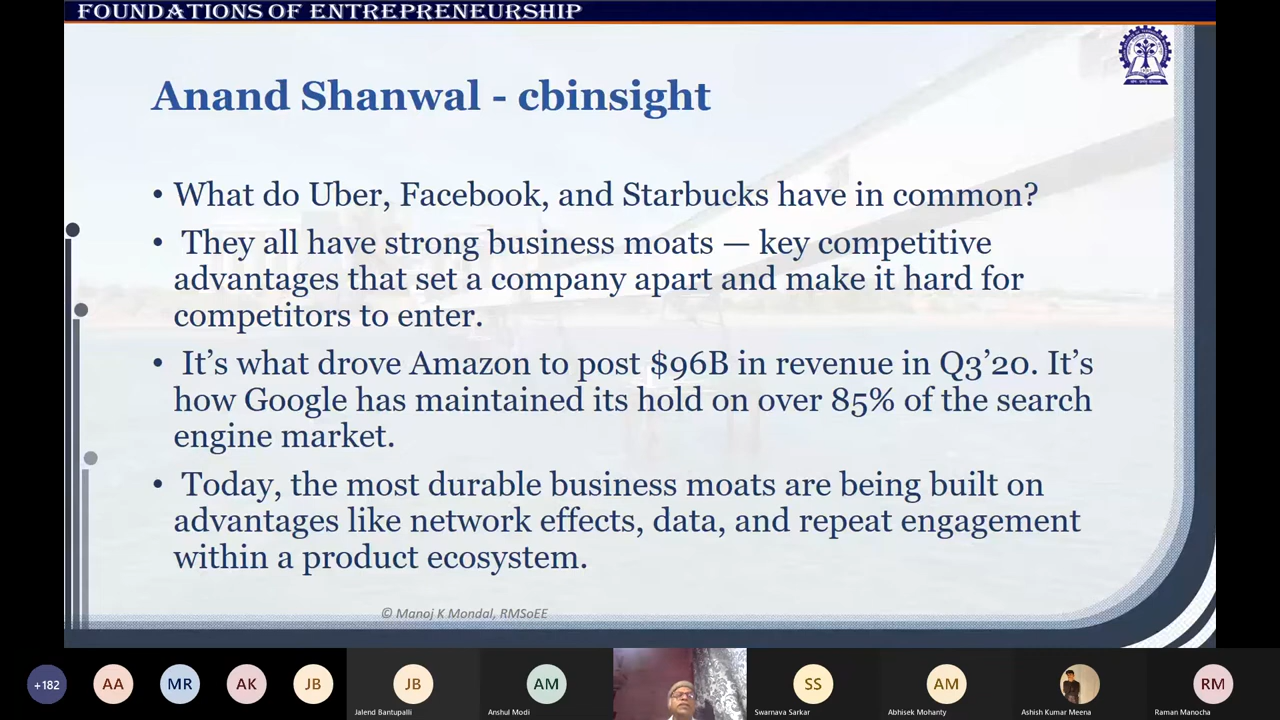 FOUNDATIONS OF ENTREPRENEURSHIP
Anand Shanwal - cbinsight
• What do Uber, Facebook, and Starbucks have in common?
• They all have strong business moats — key competitive
advantages that set a company apart and make it hard for
competitors to enter.
• It’s what drove Amazon to post $96B in revenue in Q3’20. It’s
how Google has maintained its hold on over 85% of the search
engine market.
• Today, the most durable business moats are being built on
advantages like network effects, data, and repeat engagement
within a product ecosystem.
© Manoj K Mondal, RMSoEE
+182 AA MR AK JB JB AM SS AM RM
Jalend Bantupalli Anshul Modi Swarnava Sarkar Abhisek Mohanty Ashish Kumar Meena Raman Manocha